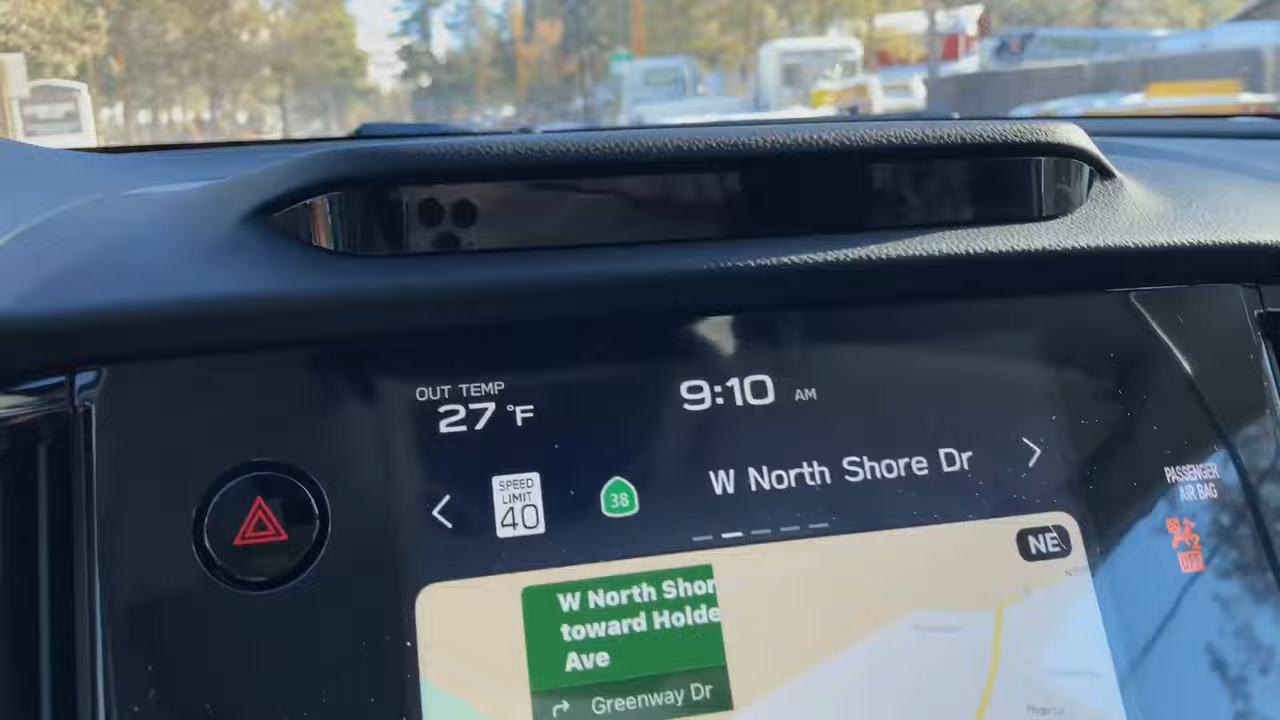 OUT TEMP
27 °F
9:10 AM
SPEED
LIMIT
40
38
W North Shore Dr
PASSENGER
AIR BAG
OFF
NE
W North Shor
toward Holde
Ave
Greenway Dr